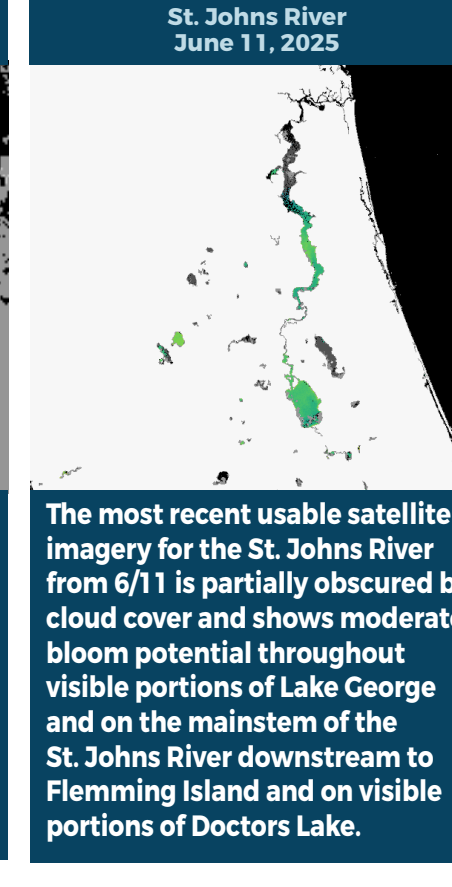 St. Johns River
June 11, 2025
The most recent usable satellite
imagery for the St. Johns River
from 6/11 is partially obscured b
cloud cover and shows moderat
bloom potential throughout
visible portions of Lake George
and on the mainstem of the
St. Johns River downstream to
Flemming Island and on visible
portions of Doctors Lake.